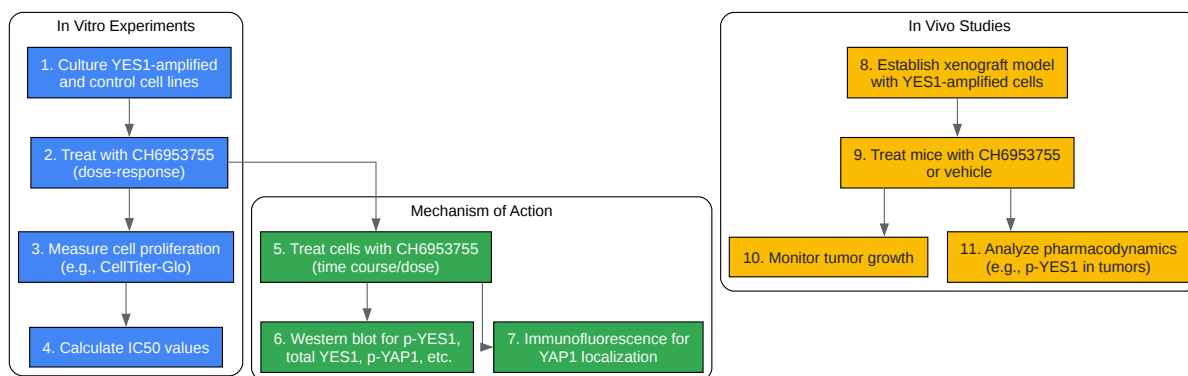 In Vitro Experiments
1. Culture YES1-amplified
and control cell lines
2. Treat with CH6953755
(dose-response)
3. Measure cell proliferation
(e.g., CellTiter-Glo)
4. Calculate IC50 values
Mechanism of Action
5. Treat cells with CH6953755
(time course/dose)
6. Western blot for p-YES1,
total YES1, p-YAP1, etc.
7. Immunofluorescence for
YAP1 localization
In Vivo Studies
8. Establish xenograft model
with YES1-amplified cells
9. Treat mice with CH6953755
or vehicle
10. Monitor tumor growth
11. Analyze pharmacodynamics
(e.g., p-YES1 in tumors)